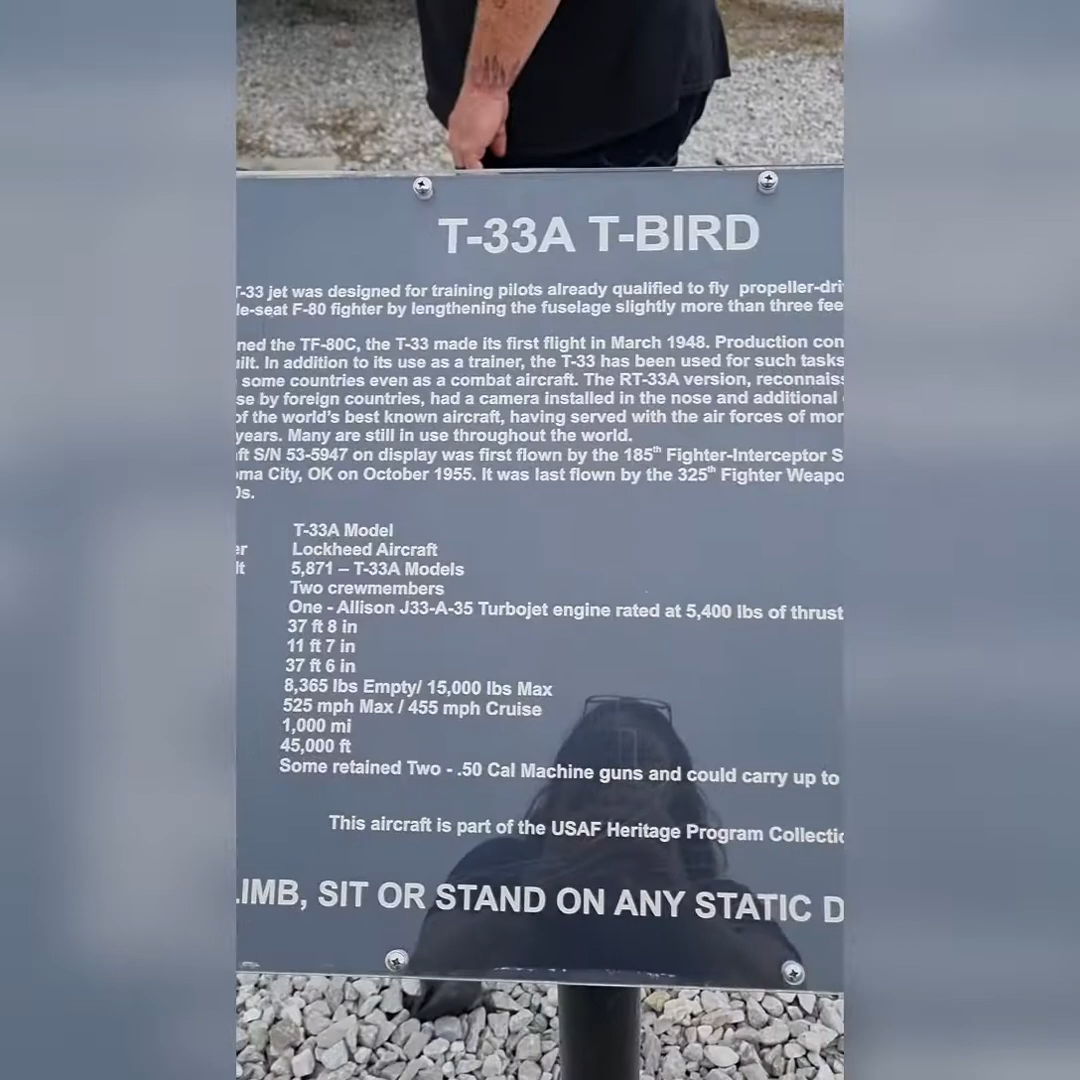 T-33A T-BIRD
T-33 jet was designed for training pilots already qualified to fly propeller-dri
le-seat F-80 fighter by lengthening the fuselage slightly more than three fee
ned the TF-80C, the T-33 made its first flight in March 1948. Production con
uilt. In addition to its use as a trainer, the T-33 has been used for such tasks
some countries even as a combat aircraft. The RT-33A version, reconnaiss
se by foreign countries, had a camera installed in the nose and additional
of the world's best known aircraft, having served with the air forces of mor
years. Many are still in use throughout the world.
ft S/N 53-5947 on display was first flown by the 185th Fighter-Interceptor S
ma City, OK on October 1955. It was last flown by the 325th Fighter Weapo
0s.
T-33A Model
er Lockheed Aircraft
lt 5,871 – T-33A Models
Two crewmembers
One - Allison J33-A-35 Turbojet engine rated at 5,400 lbs of thrust
37 ft 8 in
11 ft 7 in
37 ft 6 in
8,365 lbs Empty/ 15,000 lbs Max
525 mph Max / 455 mph Cruise
1,000 mi
45,000 ft
Some retained Two - .50 Cal Machine guns and could carry up to
This aircraft is part of the USAF Heritage Program Collectio
LIMB, SIT OR STAND ON ANY STATIC D